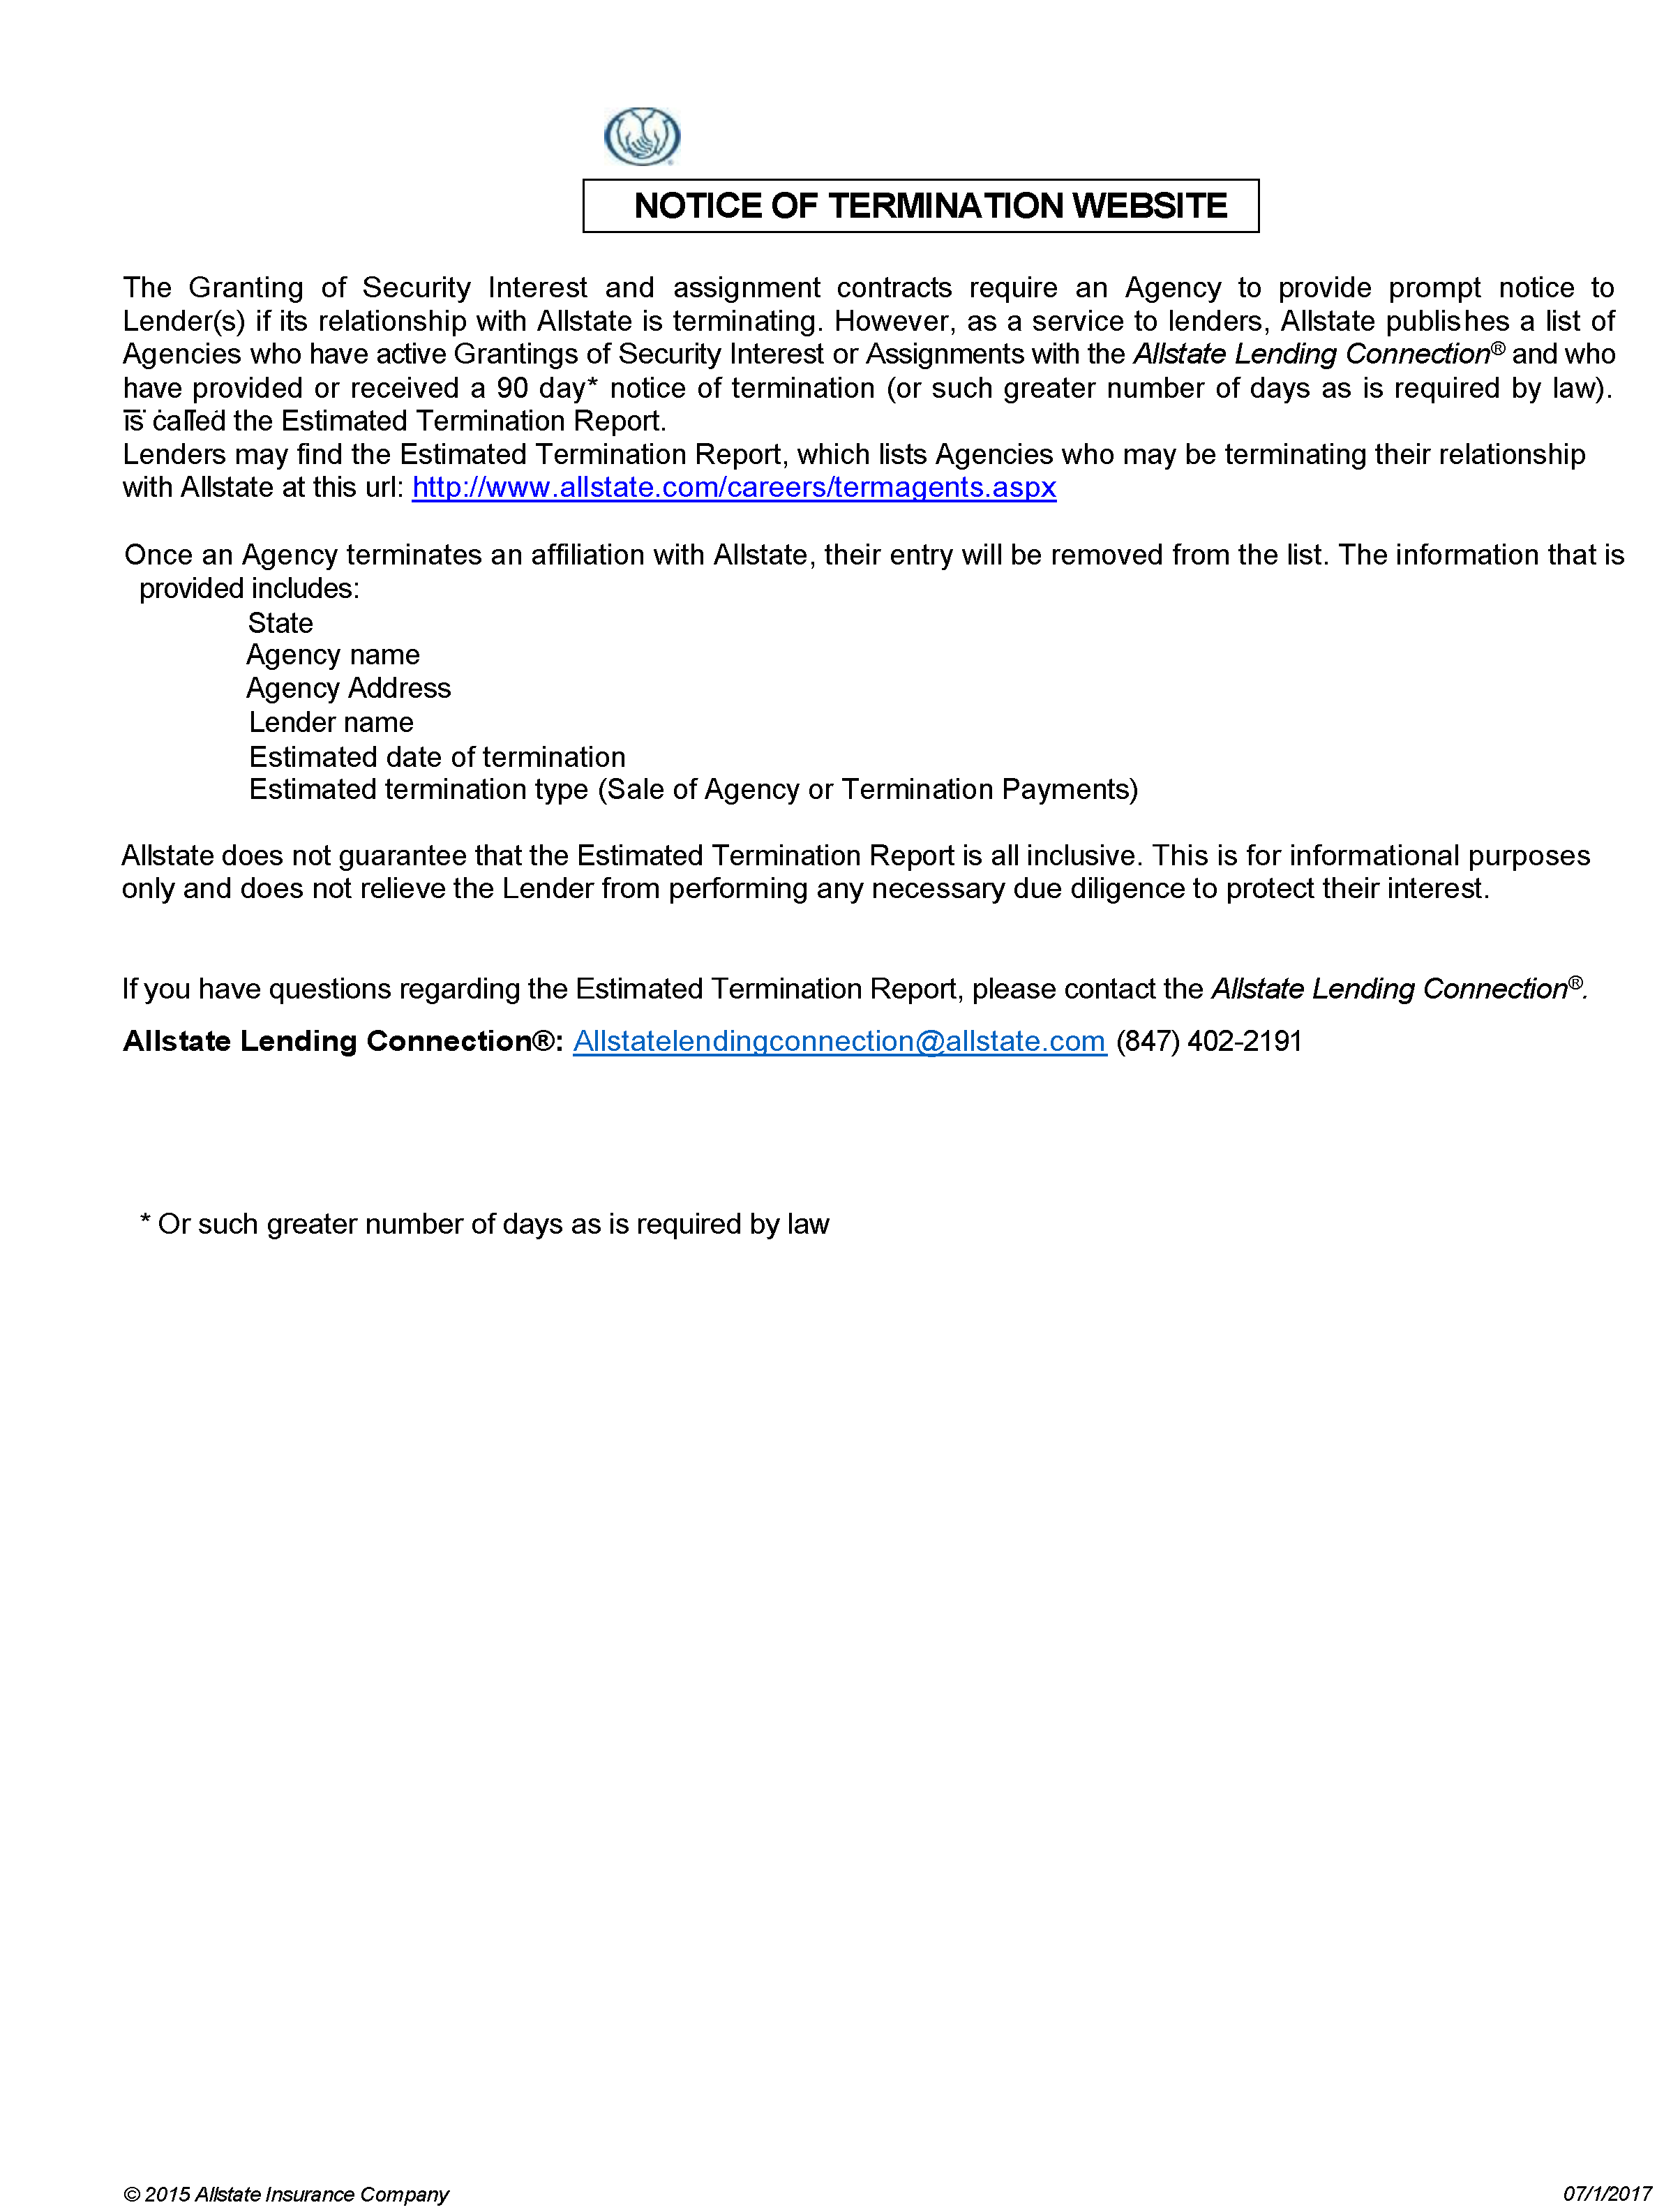 NOTICE OF TERMINATION WEBSITE
The Granting of Security Interest and assignment contracts require an Agency to provide prompt notice to
Lender(s) if its relationship with Allstate is terminating. However, as a service to lenders, Allstate publishes a list of
Agencies who have active Grantings of Security Interest or Assignments with the Allstate Lending Connection® and who
have provided or received a 90 day* notice of termination (or such greater number of days as is required by law).
is called the Estimated Termination Report.
Lenders may find the Estimated Termination Report, which lists Agencies who may be terminating their relationship
with Allstate at this url: http://www.allstate.com/careers/termagents.aspx
Once an Agency terminates an affiliation with Allstate, their entry will be removed from the list. The information that is
provided includes:
State
Agency name
Agency Address
Lender name
Estimated date of termination
Estimated termination type (Sale of Agency or Termination Payments)
Allstate does not guarantee that the Estimated Termination Report is all inclusive. This is for informational purposes
only and does not relieve the Lender from performing any necessary due diligence to protect their interest.
If you have questions regarding the Estimated Termination Report, please contact the Allstate Lending Connection®.
Allstate Lending Connection®: Allstatelendingconnection@allstate.com (847) 402-2191
* Or such greater number of days as is required by law
© 2015 Allstate Insurance Company
07/1/2017